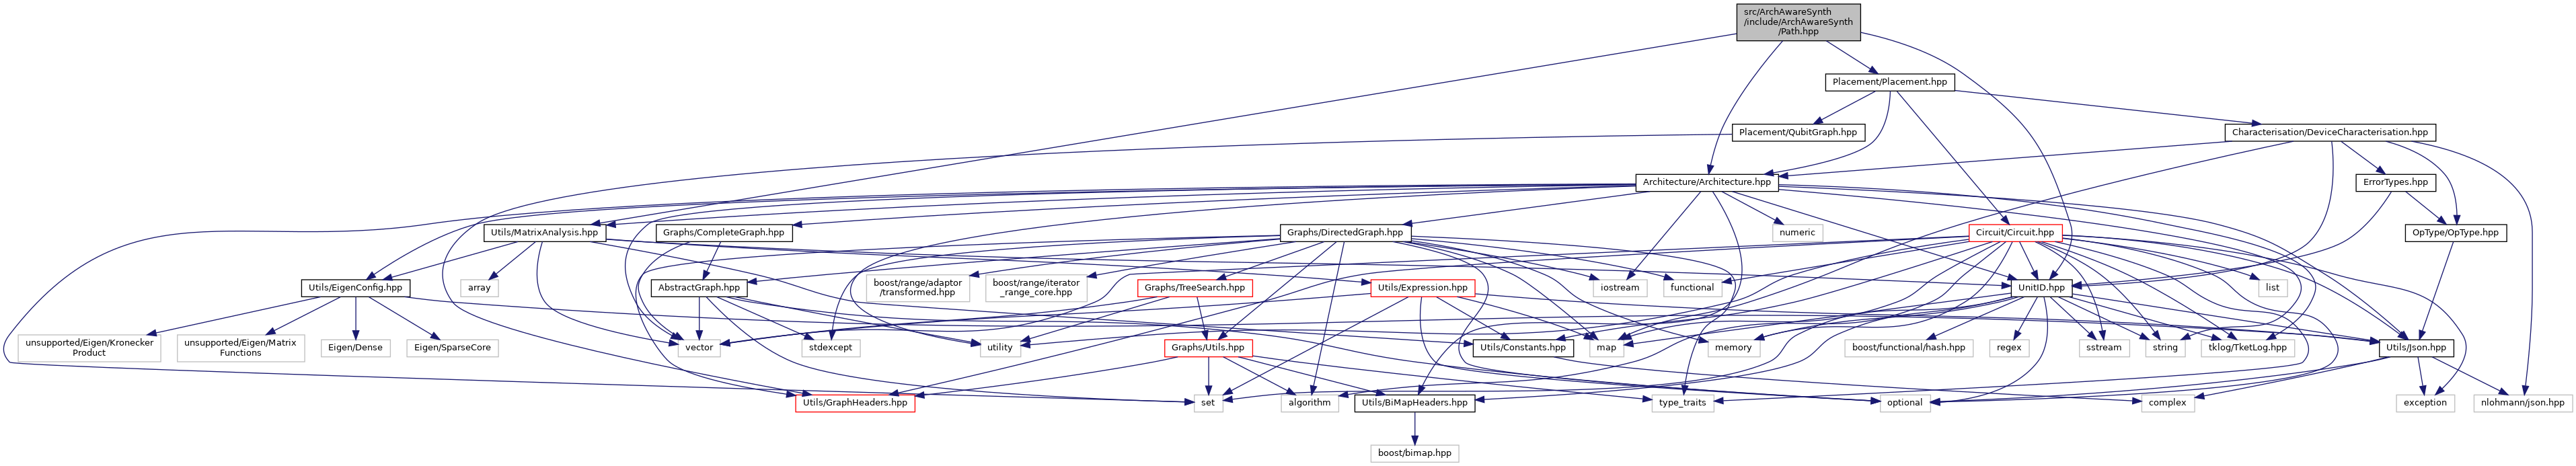 src/ArchAwareSynth
/include/ArchAwareSynth
/Path.hpp
Placement/Placement.hpp
Placement/QubitGraph.hpp
Characterisation/DeviceCharacterisation.hpp
Architecture/Architecture.hpp
ErrorTypes.hpp
Utils/MatrixAnalysis.hpp
Graphs/CompleteGraph.hpp
Graphs/DirectedGraph.hpp
numeric
Circuit/Circuit.hpp
OpType/OpType.hpp
Utils/EigenConfig.hpp
array
AbstractGraph.hpp
boost/range/adaptor
/transformed.hpp
boost/range/iterator
_range_core.hpp
Graphs/TreeSearch.hpp
Utils/Expression.hpp
iostream
functional
UnitID.hpp
list
unsupported/Eigen/Kronecker
Product
unsupported/Eigen/Matrix
Functions
Eigen/Dense
Eigen/SparseCore
vector
stdexcept
utility
Graphs/Utils.hpp
Utils/Constants.hpp
map
memory
boost/functional/hash.hpp
regex
sstream
string
tklog/TketLog.hpp
Utils/Json.hpp
Utils/GraphHeaders.hpp
set
algorithm
Utils/BiMapHeaders.hpp
type_traits
optional
complex
exception
nlohmann/json.hpp
boost/bimap.hpp